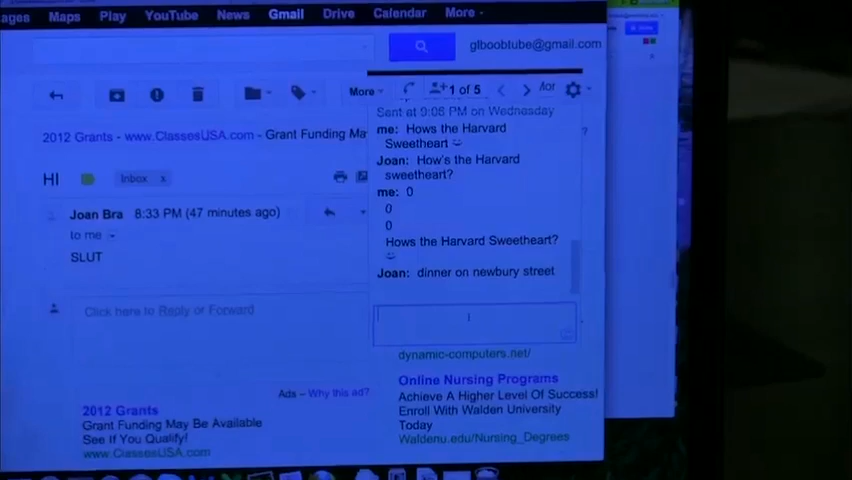 ages Maps Play YouTube News Gmail Drive Calendar More
glboobtube@gmail.com
More
1 of 5
Mor
2012 Grants - www.ClassesUSA.com - Grant Funding Ma
?
HI
Inbox x
Joan Bra 8:33 PM (47 minutes ago)
to me
SLUT
Click here to Reply or Forward
Sent at 9:06 PM on Wednesday
me: Hows the Harvard
Sweetheart
Joan: How's the Harvard
sweetheart?
me: 0
0
0
Hows the Harvard Sweetheart?
Joan: dinner on newbury street
dynamic-computers.net/
Ads – Why this ad?
2012 Grants
Grant Funding May Be Available
See If You Qualify!
www.ClassesUSA.com
Online Nursing Programs
Achieve A Higher Level Of Success!
Enroll With Walden University
Today
Waldenu.edu/Nursing_Degrees